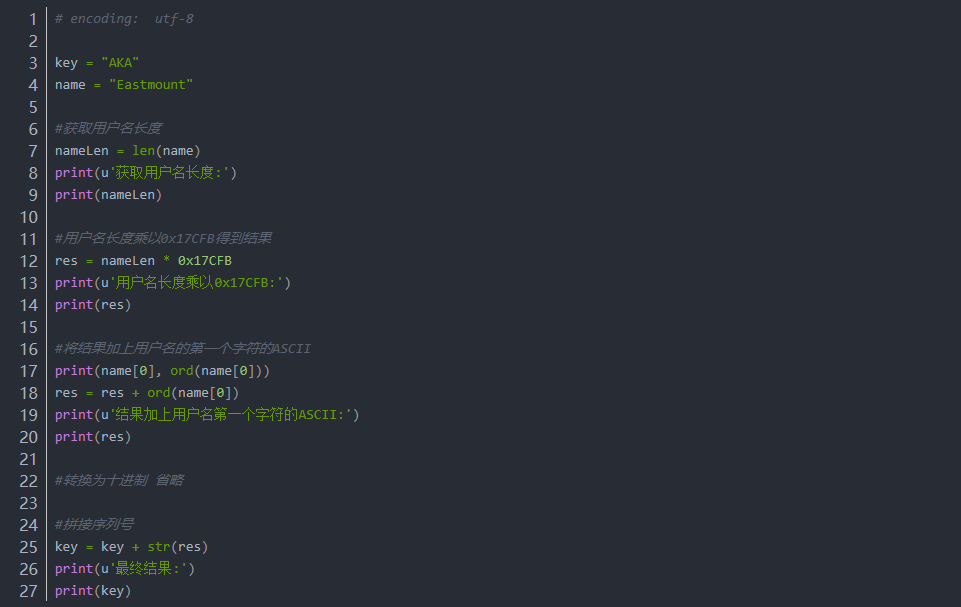 1 # encoding:  utf-8
2
3 key = "AKA"
4 name = "Eastmount"
5
6 #获取用户名长度
7 nameLen = len(name)
8 print(u'获取用户名长度:')
9 print(nameLen)
10
11 #用户名长度乘以0x17CFB得到结果
12 res = nameLen * 0x17CFB
13 print(u'用户名长度乘以0x17CFB:')
14 print(res)
15
16 #将结果加上用户名的第一个字符的ASCII
17 print(name[0], ord(name[0]))
18 res = res + ord(name[0])
19 print(u'结果加上用户名第一个字符的ASCII:')
20 print(res)
21
22 #转换为十进制 省略
23
24 #拼接序列号
25 key = key + str(res)
26 print(u'最终结果:')
27 print(key)